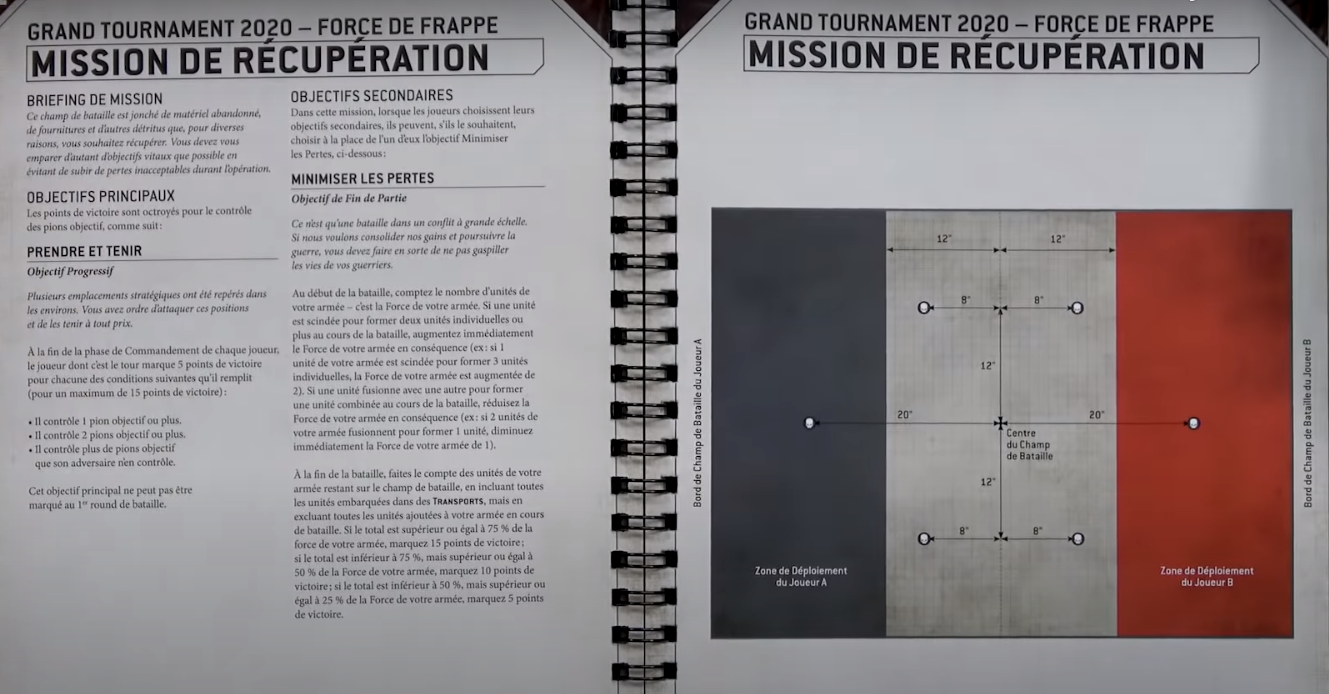 GRAND TOURNAMENT 2020 – FORCE DE FRAPPE
MISSION DE RÉCUPÉRATION
BRIEFING DE MISSION
Ce champ de bataille est jonché de matériel abandonné,
de fournitures et d'autres détritus que, pour diverses
raisons, vous souhaitez récupérer. Vous devez vous
emparer d'autant d'objectifs vitaux que possible en
évitant de subir de pertes inacceptables durant l'opération.
OBJECTIFS PRINCIPAUX
Les points de victoire sont octroyés pour le contrôle
des pions objectif, comme suit :
PRENDRE ET TENIR
Objectif Progressif
Plusieurs emplacements stratégiques ont été repérés dans
les environs. Vous avez ordre d'attaquer ces positions
et de les tenir à tout prix.
À la fin de la phase de Commandement de chaque joueur,
le joueur dont c'est le tour marque 5 points de victoire
pour chacune des conditions suivantes qu'il remplit
(pour un maximum de 15 points de victoire) :
• Il contrôle 1 pion objectif ou plus.
• Il contrôle 2 pions objectif ou plus.
• Il contrôle plus de pions objectif
que son adversaire n'en contrôle.
Cet objectif principal ne peut pas être
marqué au 1er round de bataille.
OBJECTIFS SECONDAIRES
Dans cette mission, lorsque les joueurs choisissent leurs
objectifs secondaires, ils peuvent, s'ils le souhaitent,
choisir à la place de l'un d'eux l'objectif Minimiser
les Pertes, ci-dessous :
MINIMISER LES PERTES
Objectif de Fin de Partie
Ce n'est qu'une bataille dans un conflit à grande échelle.
Si nous voulons consolider nos gains et poursuivre la
guerre, vous devez faire en sorte de ne pas gaspiller
les vies de vos guerriers.
Au début de la bataille, comptez le nombre d'unités de
votre armée – c'est la Force de votre armée. Si une unité
est scindée pour former deux unités individuelles ou
plus au cours de la bataille, augmentez immédiatement
le Force de votre armée en conséquence (ex : si 1
unité de votre armée est scindée pour former 3 unités
individuelles, la Force de votre armée est augmentée de
2). Si une unité fusionne avec une autre pour former
une unité combinée au cours de la bataille, réduisez la
Force de votre armée en conséquence (ex : si 2 unités de
votre armée fusionnent pour former 1 unité, diminuez
immédiatement la Force de votre armée de 1).
À la fin de la bataille, faites le compte des unités de votre
armée restant sur le champ de bataille, en incluant toutes
les unités embarquées dans des TRANSPORTS, mais en
excluant toutes les unités ajoutées à votre armée en cours
de bataille. Si le total est supérieur ou égal à 75 % de la
force de votre armée, marquez 15 points de victoire ;
si le total est inférieur à 75 %, mais supérieur ou égal à
50 % de la Force de votre armée, marquez 10 points de
victoire ; si le total est inférieur à 50 %, mais supérieur ou
égal à 25 % de la Force de votre armée, marquez 5 points
de victoire.
GRAND TOURNAMENT 2020 – FORCE DE FRAPPE
MISSION DE RÉCUPÉRATION
12" 12"
8" 8"
12"
20" 20"
Centre
du Champ
de Bataille
12"
8" 8"
Zone de Déploiement
du Joueur A
Zone de Déploiement
du Joueur B
Bord de Champ de Bataille du Joueur A
Bord de Champ de Bataille du Joueur B